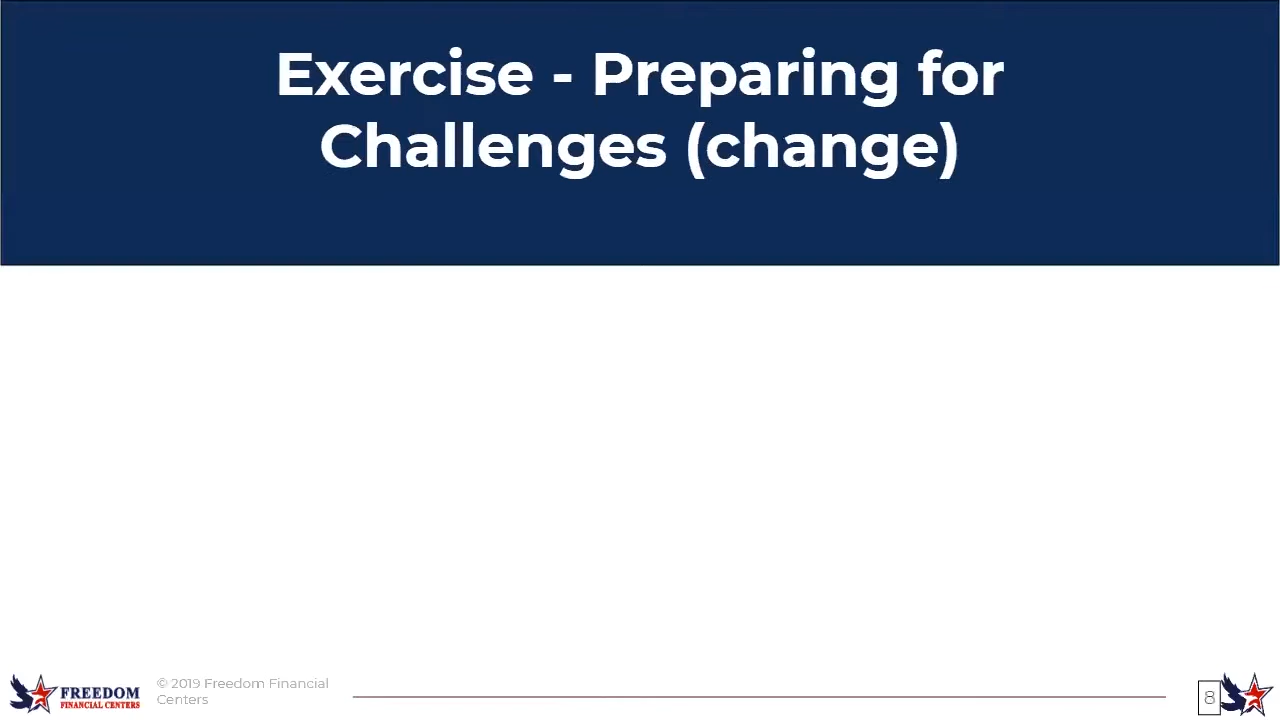 Exercise - Preparing for
Challenges (change)
FREEDOM
FINANCIAL CENTERS
© 2019 Freedom Financial
Centers
8